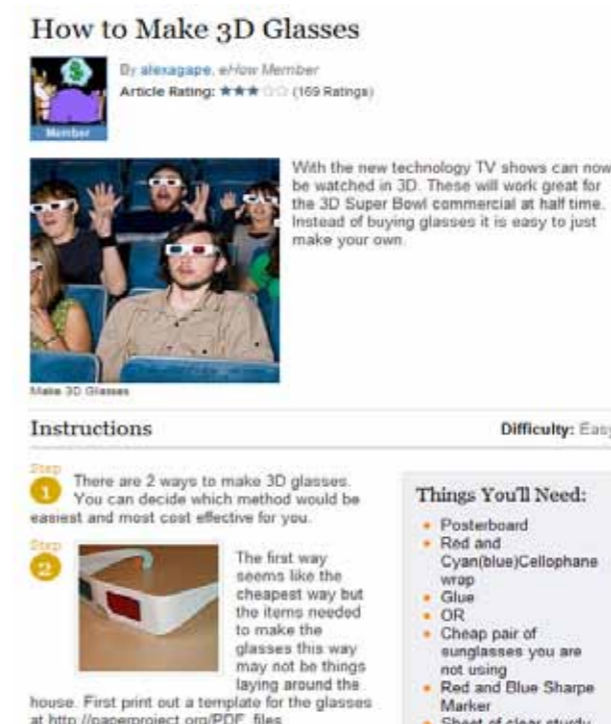 How to Make 3D Glasses
By alexagape, eHow Member
Article Rating: (169 Ratings)
Member
With the new technology TV shows can now
be watched in 3D. These will work great for
the 3D Super Bowl commercial at half time.
Instead of buying glasses it is easy to just
make your own.
Make 3D Glasses
Instructions
Difficulty: Easy
Step
1
There are 2 ways to make 3D glasses.
You can decide which method would be
easiest and most cost effective for you.
Step
2
The first way
seems like the
cheapest way but
the items needed
to make the
glasses this way
may not be things
laying around the
house. First print out a template for the glasses
at http://paperproject.org/PDF_files
Things You'll Need:
Posterboard
Red and
Cyan(blue)Cellophane
wrap
Glue
OR
Cheap pair of
sunglasses you are
not using
Red and Blue Sharpe
Marker
Sheet of clear sturdy